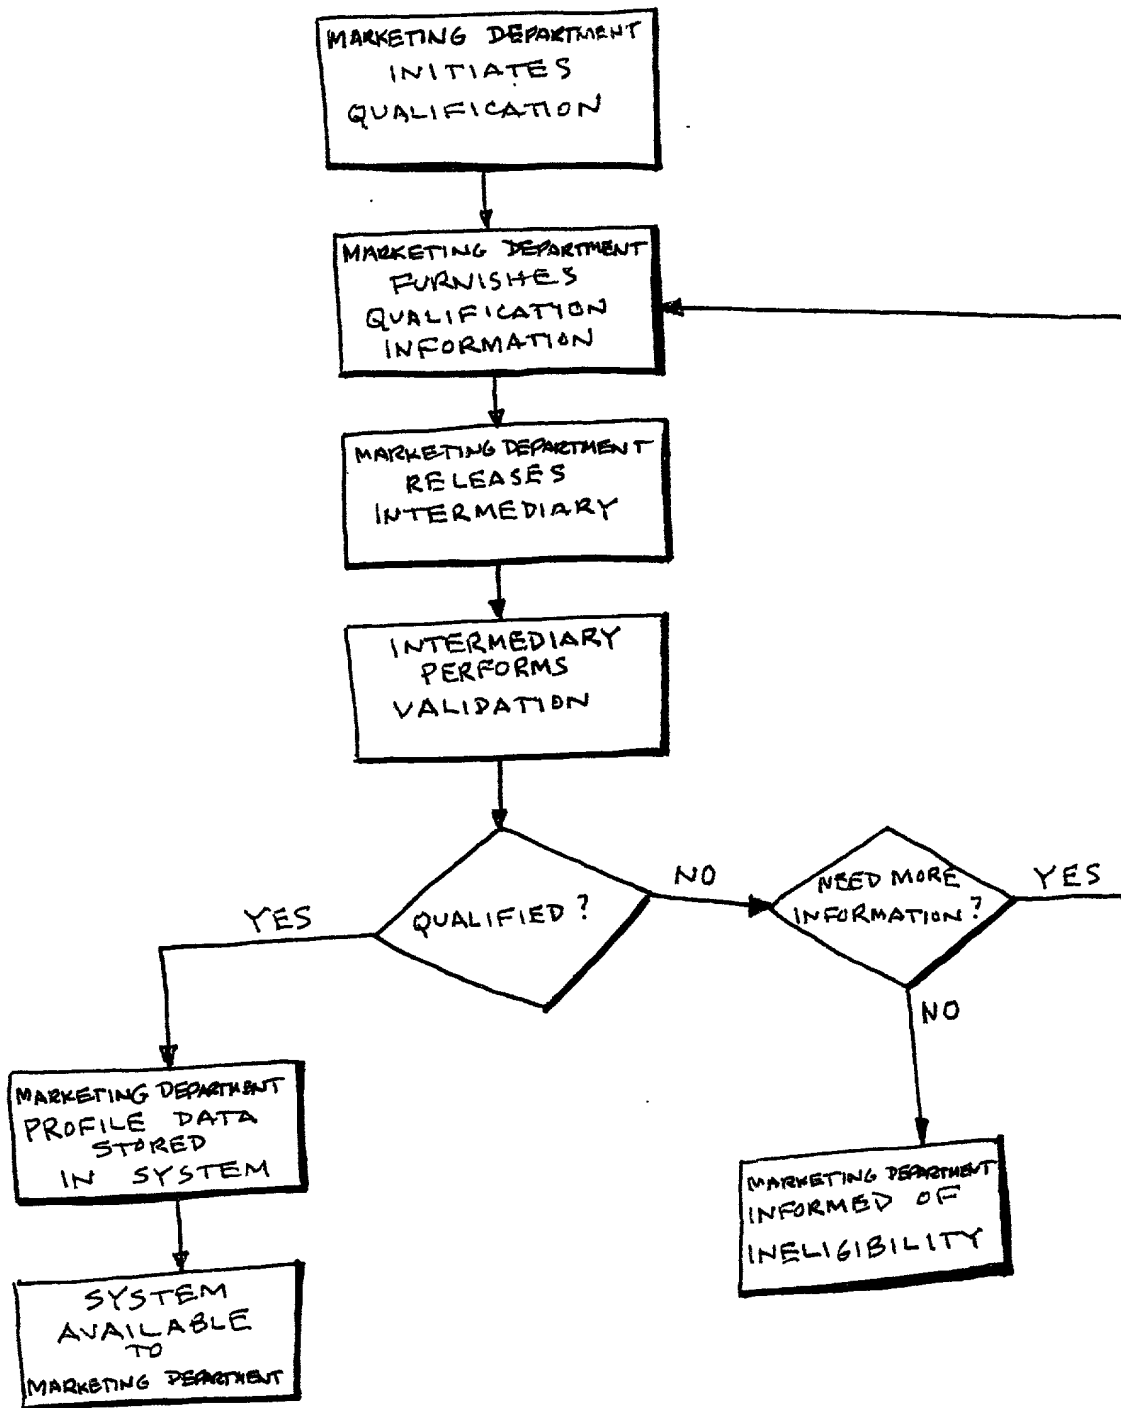 MARKETING DEPARTMENT
INITIATES
QUALIFICATION
MARKETING DEPARTMENT
FURNISHES
QUALIFICATION
INFORMATION
MARKETING DEPARTMENT
RELEASES
INTERMEDIARY
INTERMEDIARY
PERFORMS
VALIDATION
QUALIFIED?
YES
NO
NEED MORE
INFORMATION?
YES
NO
MARKETING DEPARTMENT
PROFILE DATA
STORED
IN SYSTEM
MARKETING DEPARTMENT
INFORMED OF
INELIGIBILITY
SYSTEM
AVAILABLE
TO
MARKETING DEPARTMENT